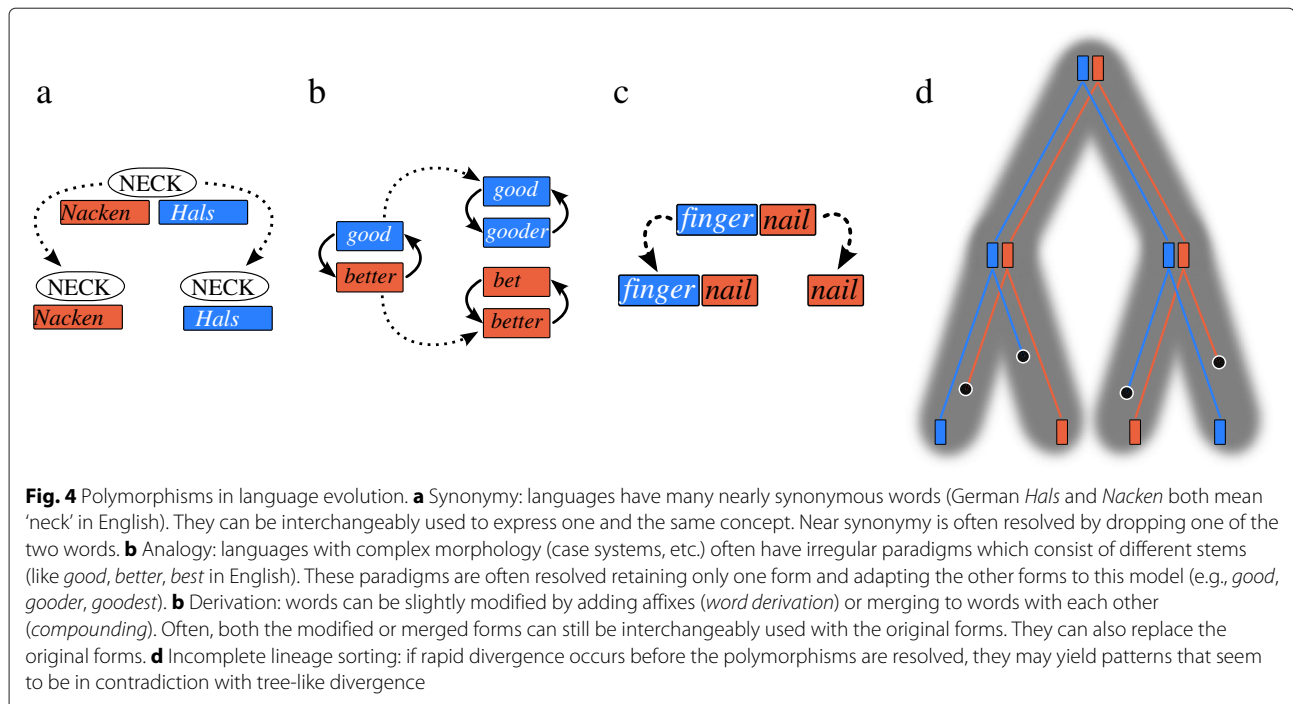 a
b
c
d
NECK
Nacken
Hals
NECK
Nacken
NECK
Hals
good
better
good
gooder
bet
better
finger nail
finger nail
nail
Fig. 4 Polymorphisms in language evolution. a Synonymy: languages have many nearly synonymous words (German Hals and Nacken both mean
‘neck’ in English). They can be interchangeably used to express one and the same concept. Near synonymy is often resolved by dropping one of the
two words. b Analogy: languages with complex morphology (case systems, etc.) often have irregular paradigms which consist of different stems
(like good, better, best in English). These paradigms are often resolved retaining only one form and adapting the other forms to this model (e.g., good,
gooder, goodest). b Derivation: words can be slightly modified by adding affixes (word derivation) or merging to words with each other
(compounding). Often, both the modified or merged forms can still be interchangeably used with the original forms. They can also replace the
original forms. d Incomplete lineage sorting: if rapid divergence occurs before the polymorphisms are resolved, they may yield patterns that seem
to be in contradiction with tree-like divergence